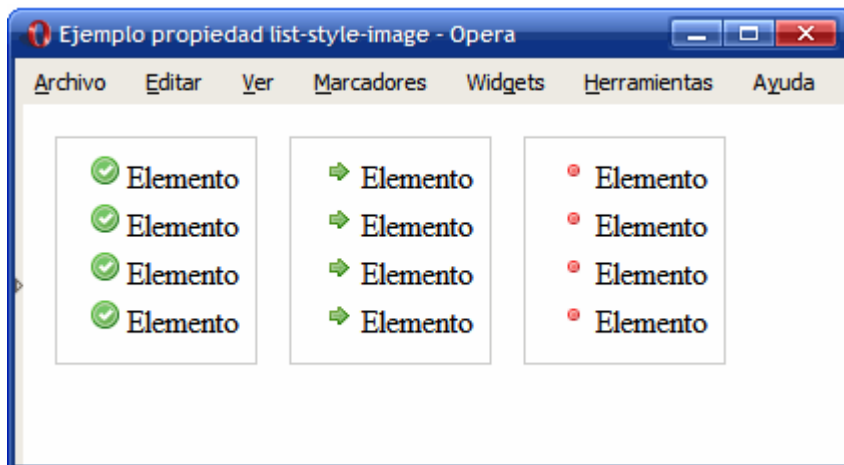 Ejemplo propiedad list-style-image - Opera
Archivo Editar Ver Marcadores Widgets Herramientas Ayuda
Elemento Elemento Elemento
Elemento Elemento Elemento
Elemento Elemento Elemento
Elemento Elemento Elemento